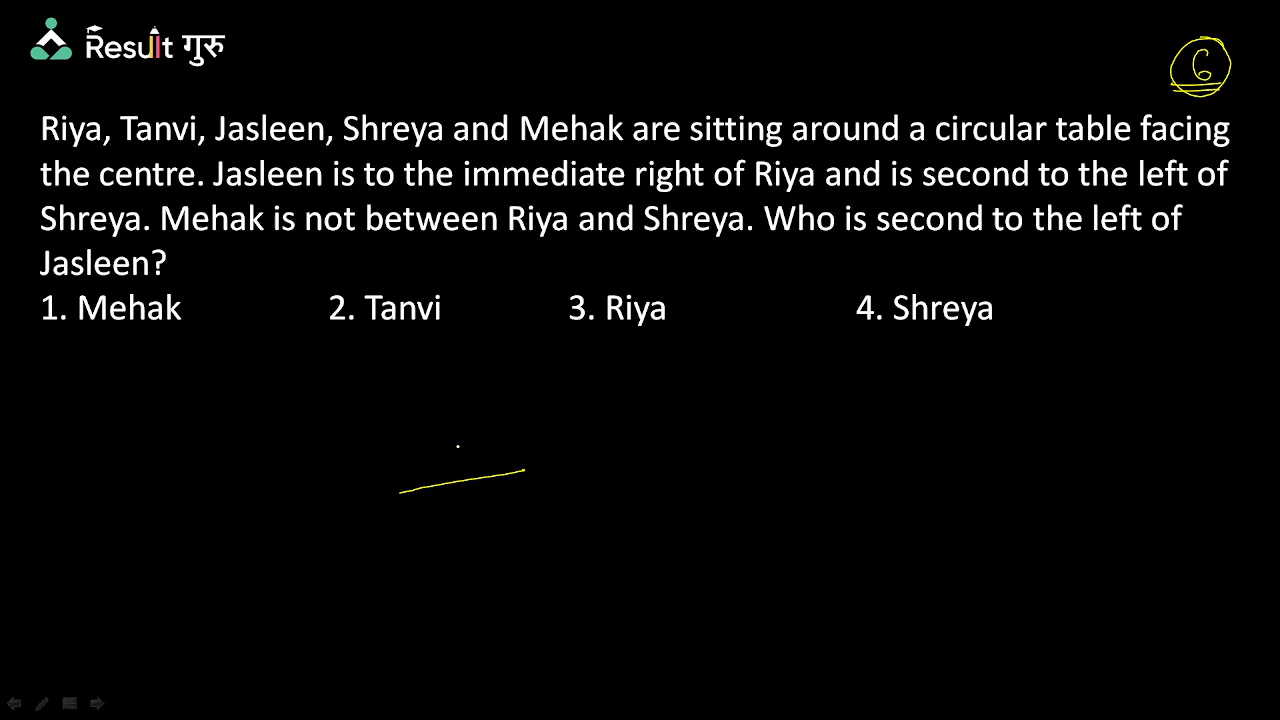 Result गुरु
6
Riya, Tanvi, Jasleen, Shreya and Mehak are sitting around a circular table facing
the centre. Jasleen is to the immediate right of Riya and is second to the left of
Shreya. Mehak is not between Riya and Shreya. Who is second to the left of
Jasleen?
1. Mehak 2. Tanvi 3. Riya 4. Shreya